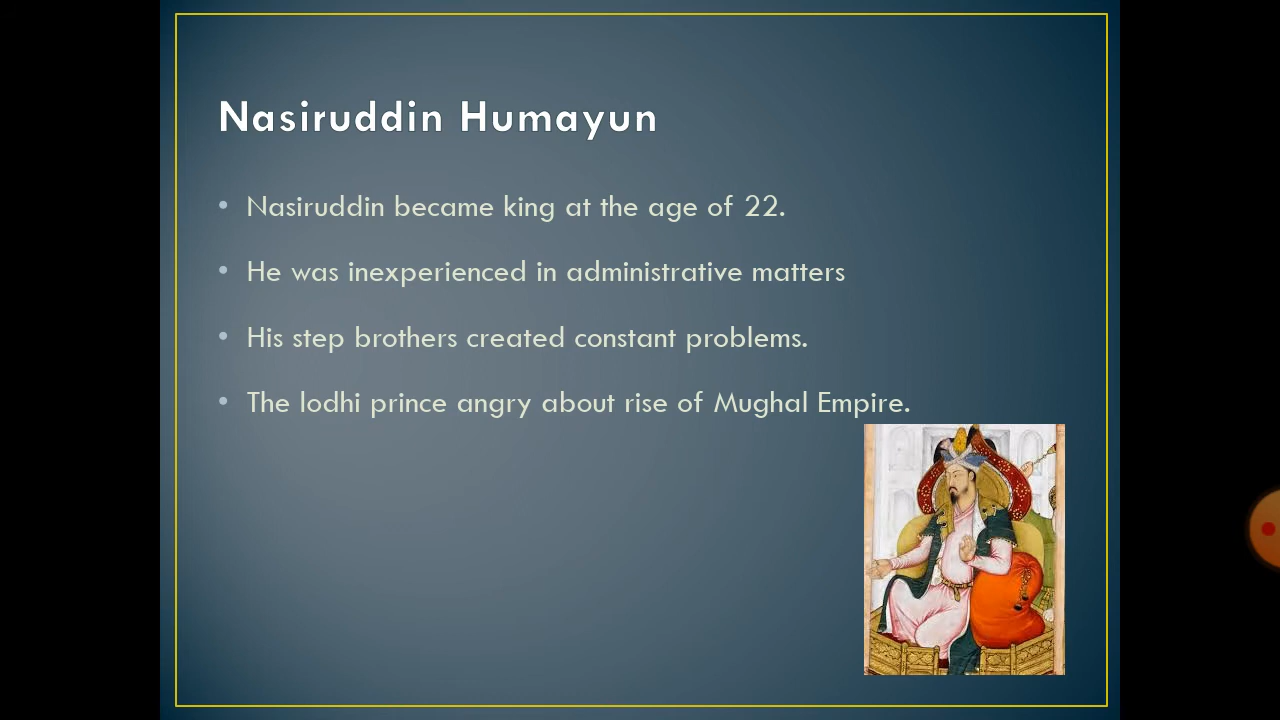 Nasiruddin Humayun
• Nasiruddin became king at the age of 22.
• He was inexperienced in administrative matters
• His step brothers created constant problems.
• The lodhi prince angry about rise of Mughal Empire.